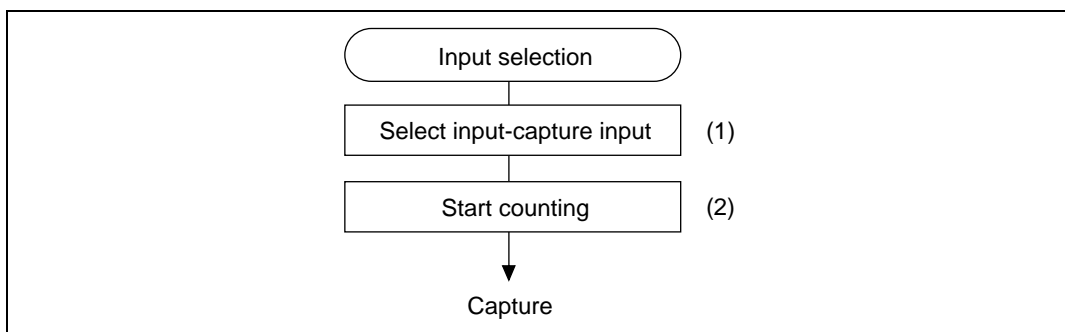 Input selection
Select input-capture input (1)
Start counting (2)
Capture